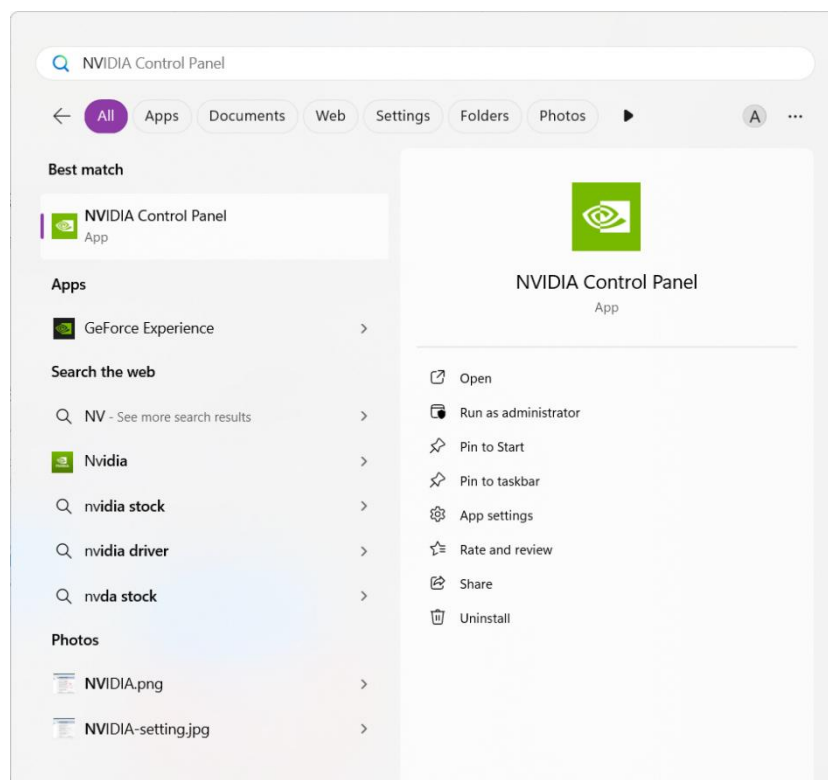 NVIDIA Control Panel
All Apps Documents Web Settings Folders Photos A ...
Best match
NVIDIA Control Panel
App
Apps
GeForce Experience
Search the web
NV - See more search results
Nvidia
nvidia stock
nvidia driver
nvda stock
Photos
NVIDIA.png
NVIDIA-setting.jpg
NVIDIA Control Panel
App
Open
Run as administrator
Pin to Start
Pin to taskbar
App settings
Rate and review
Share
Uninstall